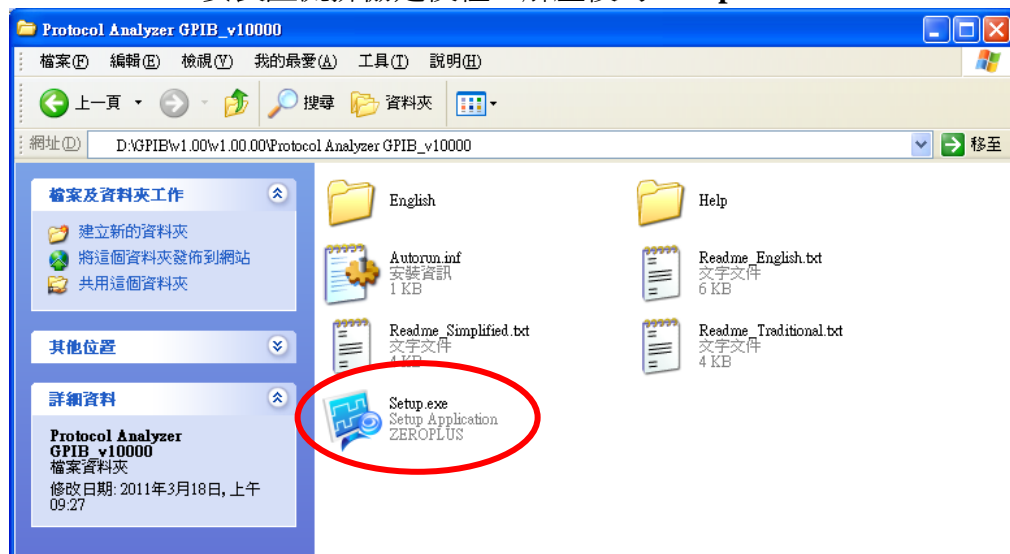 Protocol Analyzer GPIB_v10000
檔案(F) 編輯(E) 檢視(V) 我的最愛(A) 工具(T) 說明(H)
上一頁 搜尋 資料夾
網址(D) D:\GPIB\v1.00\v1.00.00\Protocol Analyzer GPIB_v10000 移至
檔案及資料夾工作
建立新的資料夾
將這個資料夾發佈到網站
共用這個資料夾
其他位置
詳細資料
Protocol Analyzer
GPIB_v10000
檔案資料夾
修改日期: 2011年3月18日, 上午
09:27
English
Help
Autorun.inf
安裝資訊
1 KB
Readme_English.txt
文字文件
6 KB
Readme_Simplified.txt
文字文件
4 KB
Readme_Traditional.txt
文字文件
4 KB
Setup.exe
Setup Application
ZEROPLUS